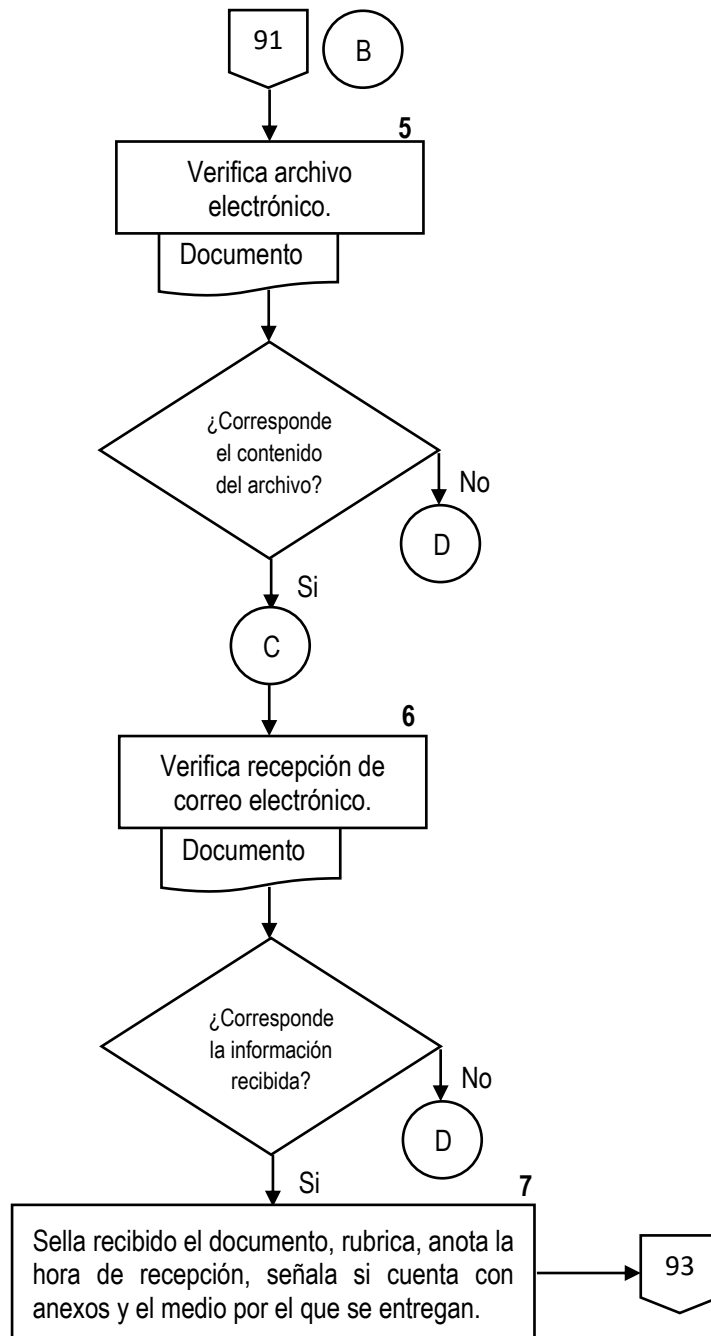 91
B
5
Verifica archivo
electrónico.
Documento
¿Corresponde
el contenido
del archivo?
No
D
Si
C
6
Verifica recepción de
correo electrónico.
Documento
¿Corresponde
la información
recibida?
No
D
Si
7
Sella recibido el documento, rubrica, anota la
hora de recepción, señala si cuenta con
anexos y el medio por el que se entregan.
93